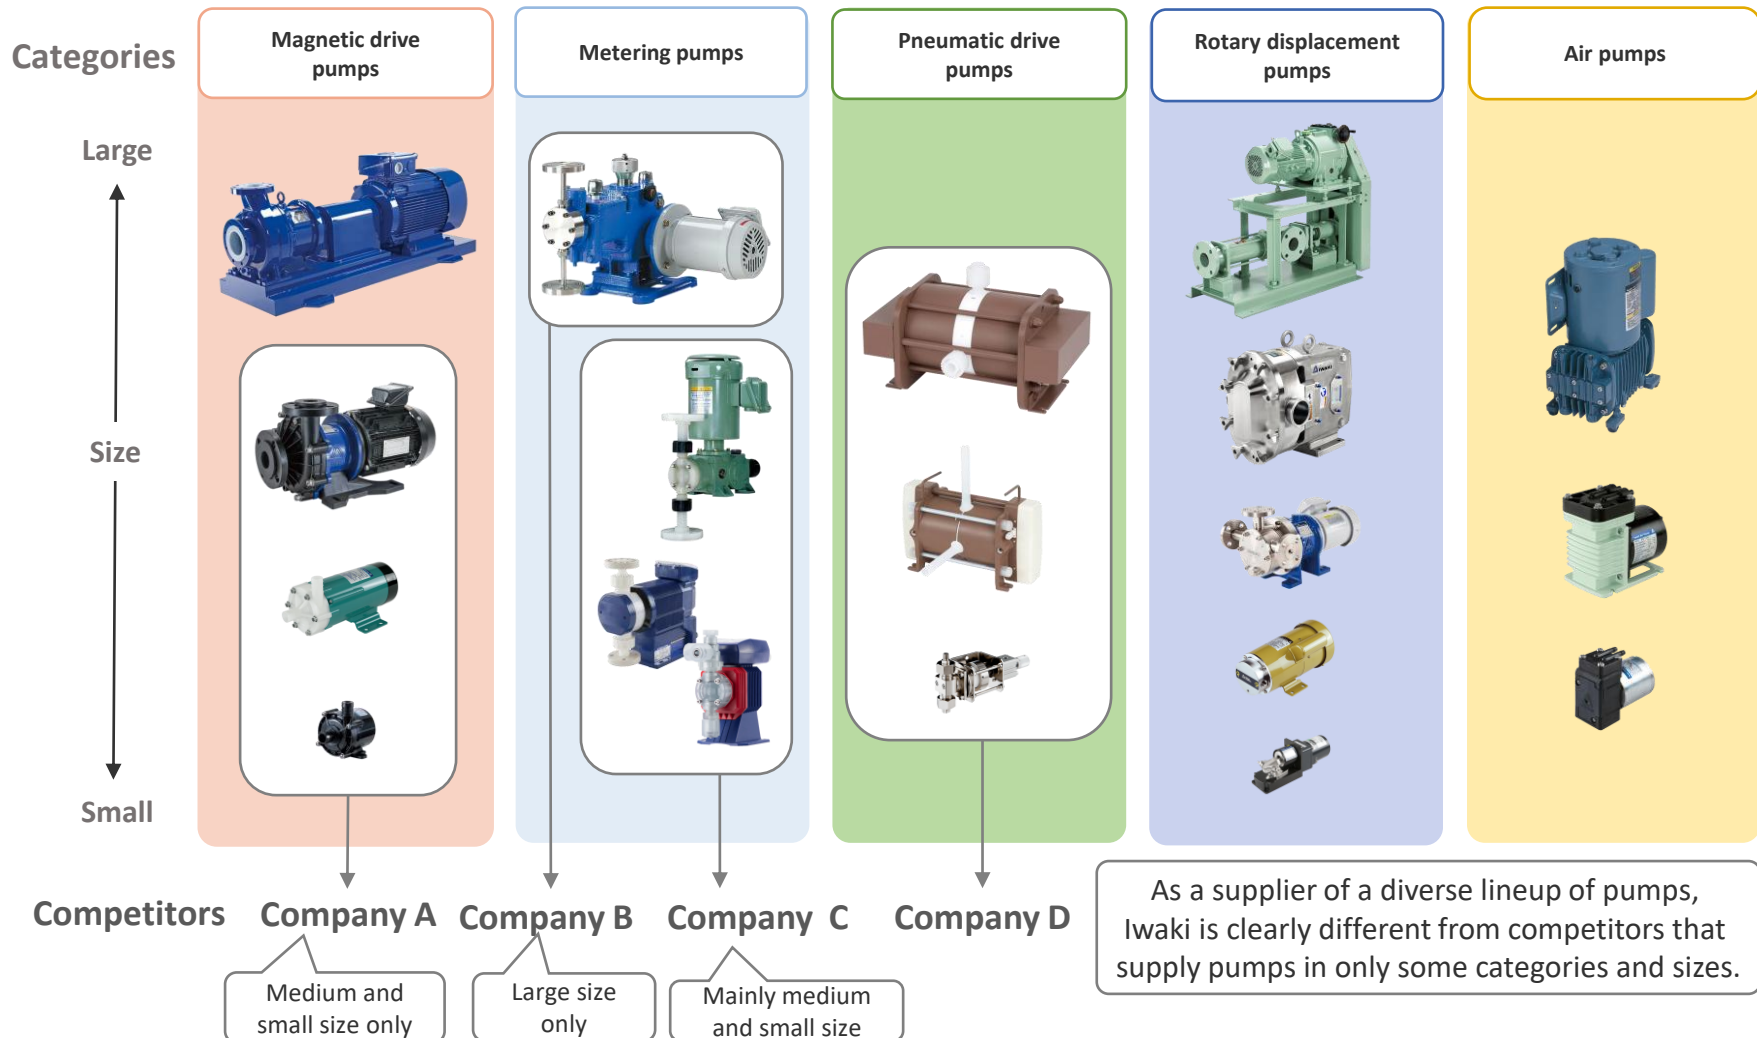 Categories
Magnetic drive
pumps
Metering pumps
Pneumatic drive
pumps
Rotary displacement
pumps
Air pumps
Large
Size
Small
IWAKI
Competitors
Company A
Company B
Company C
Company D
Medium and
small size only
Large size
only
Mainly medium
and small size
As a supplier of a diverse lineup of pumps,
Iwaki is clearly different from competitors that
supply pumps in only some categories and sizes.